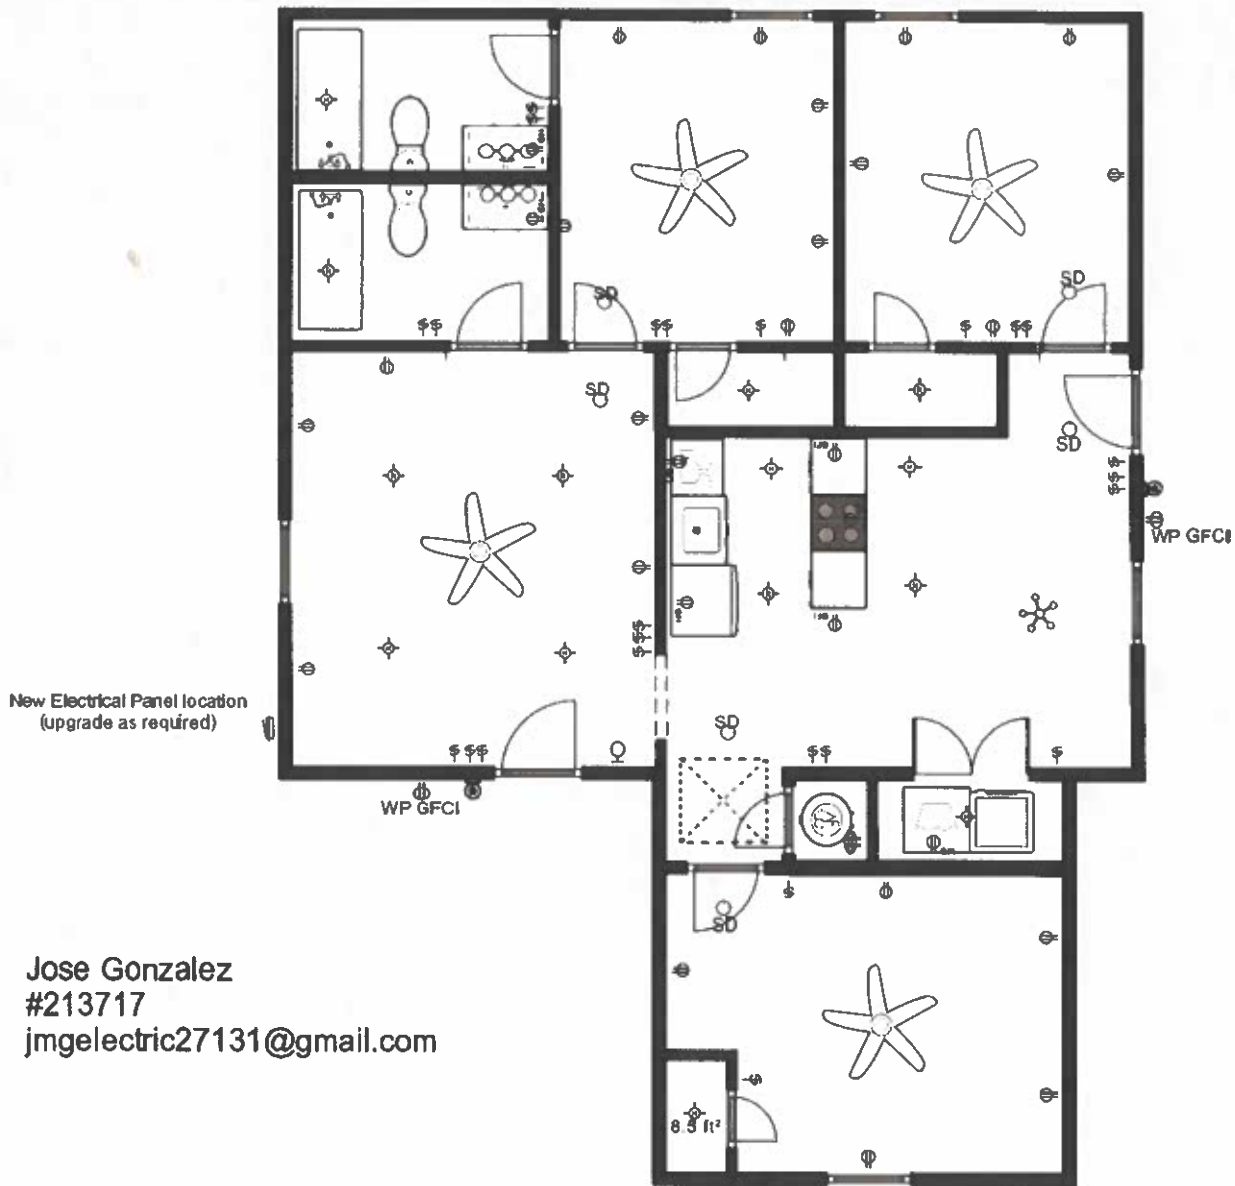 SD
SD
SD
SD
WP GFCI
New Electrical Panel location
(upgrade as required)
SD
WP GFCI
SD
Jose Gonzalez
#213717
jmgelectric27131@gmail.com
8.5 ft²